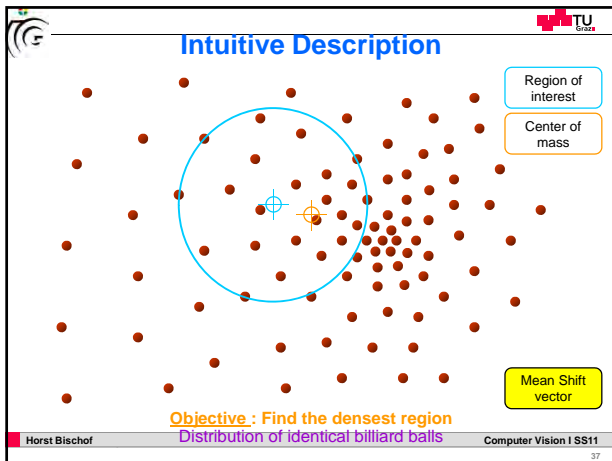 TU
Graz
Intuitive Description
Region of
interest
Center of
mass
Mean Shift
vector
Objective : Find the densest region
Distribution of identical billiard balls
Horst Bischof
Computer Vision I SS11
37